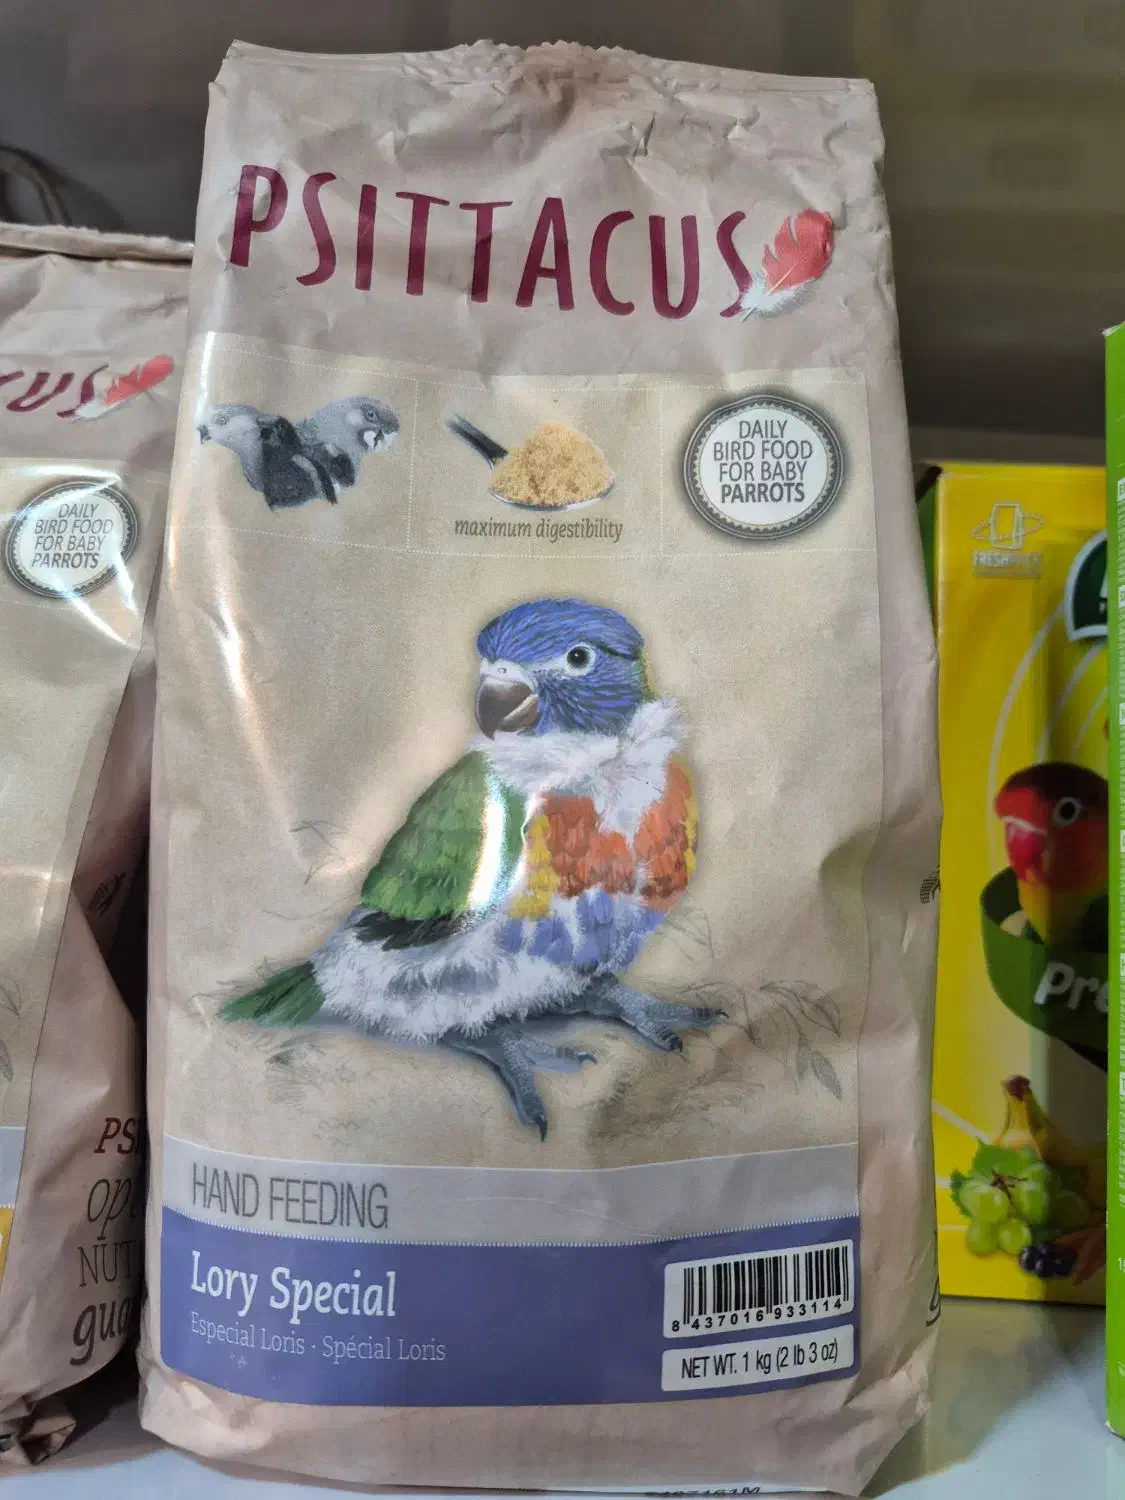 PSITTACUS
maximum digestibility
DAILY
BIRD FOOD
FOR BABY
PARROTS
HAND FEEDING
Lory Special
Especial Loris · Spécial Loris
8 437016 933114
NET WT. 1 kg (2 lb 3 oz)
CUS
DAILY
BIRD FOOD
FOR BABY
PARROTS